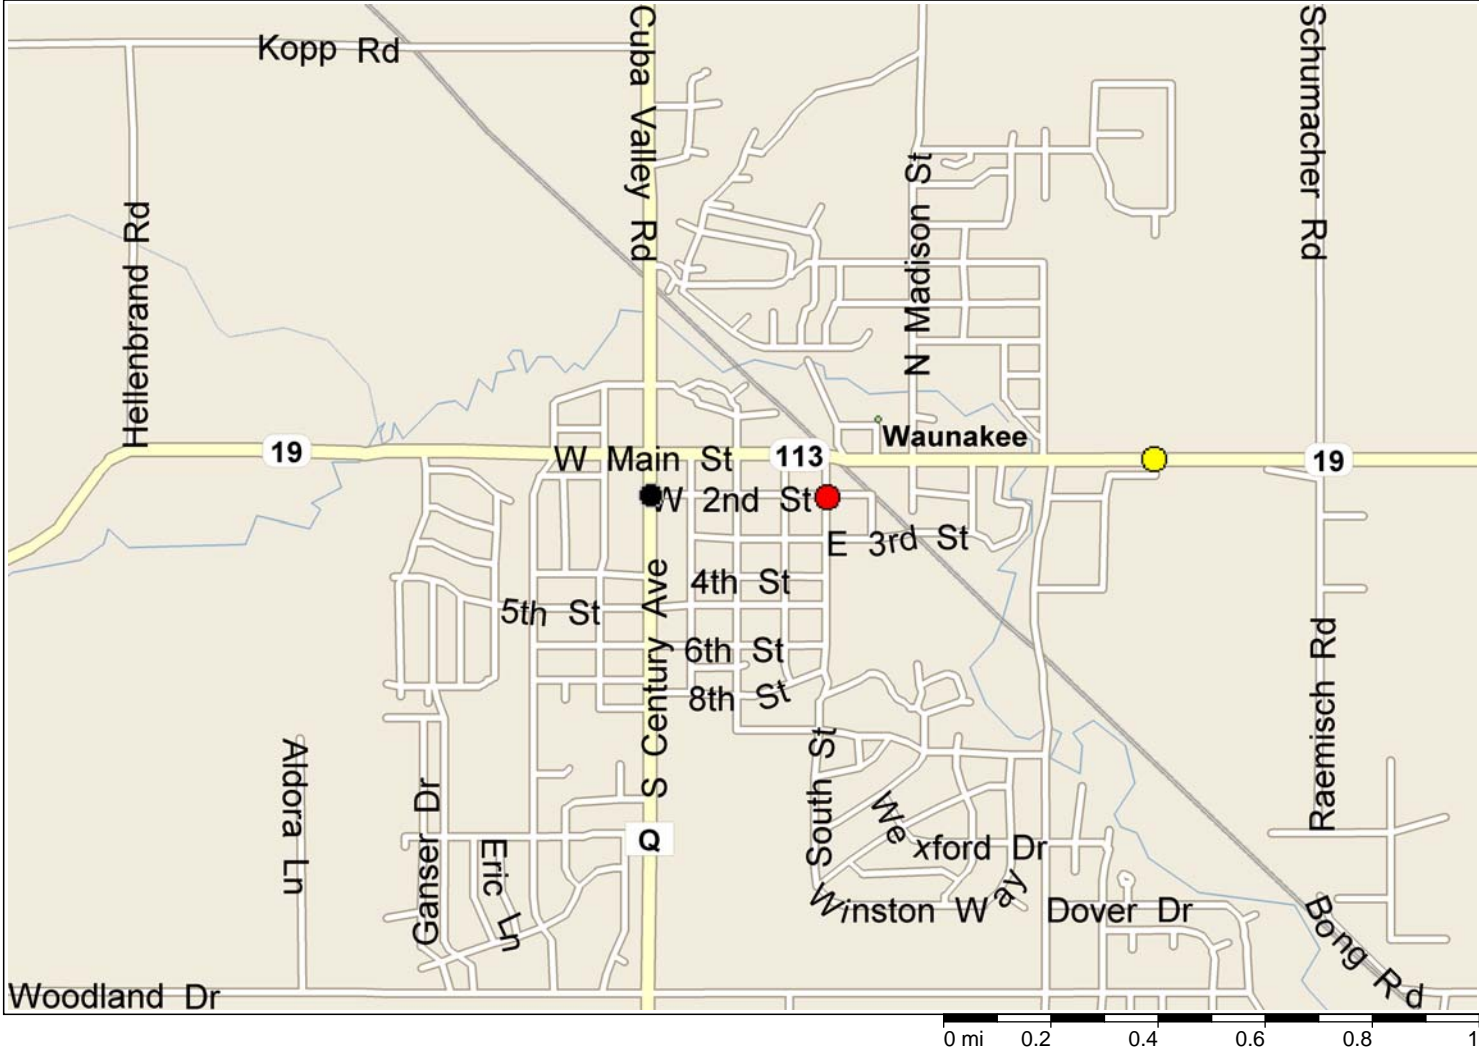 Kopp Rd
Cuba Valley Rd
Schumacher Rd
N Madison St
Hellenbrand Rd
Waunakee
19
W Main St
113
19
W 2nd St
E 3rd St
4th St
5th St
6th St
8th St
S Century Ave
Raemisch Rd
Aldora Ln
Ganser Dr
Eric Ln
Q
South St
Wexford Dr
Winston Way
Dover Dr
Bong Rd
Woodland Dr
0 mi 0.2 0.4 0.6 0.8 1